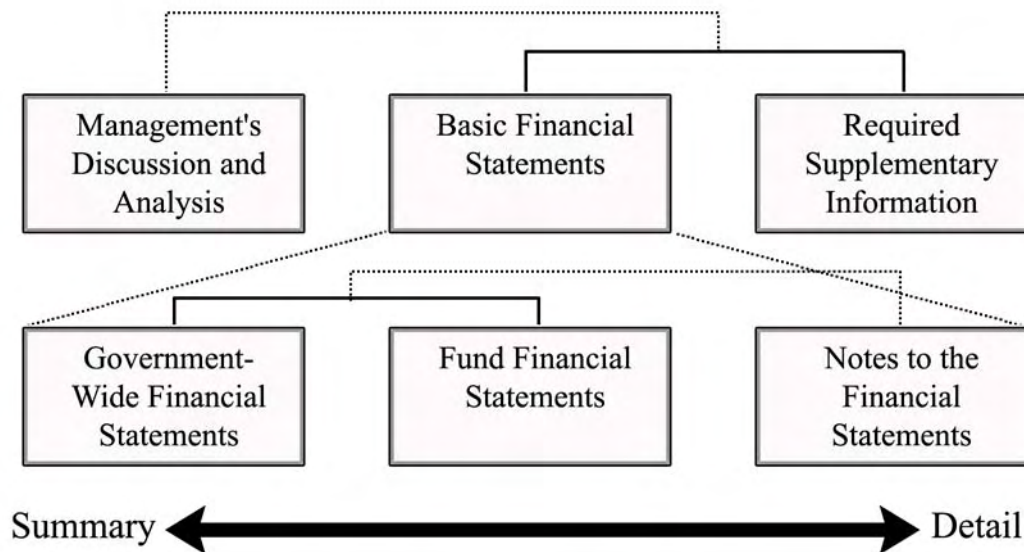 Management's
Discussion and
Analysis
Basic Financial
Statements
Required
Supplementary
Information
Government-
Wide Financial
Statements
Fund Financial
Statements
Notes to the
Financial
Statements
Summary
Detail